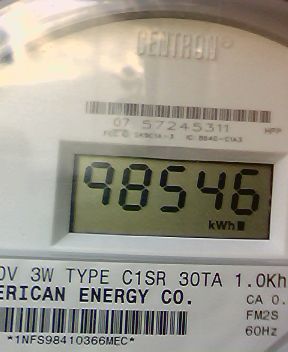 CENTRON®
07 57245311
HPP
98546
kWh
0V 3W TYPE C1SR 30TA 1.0Kh
ERICAN ENERGY CO.
CA 0.
FM2S
60Hz
*1NFS98410366MEC*